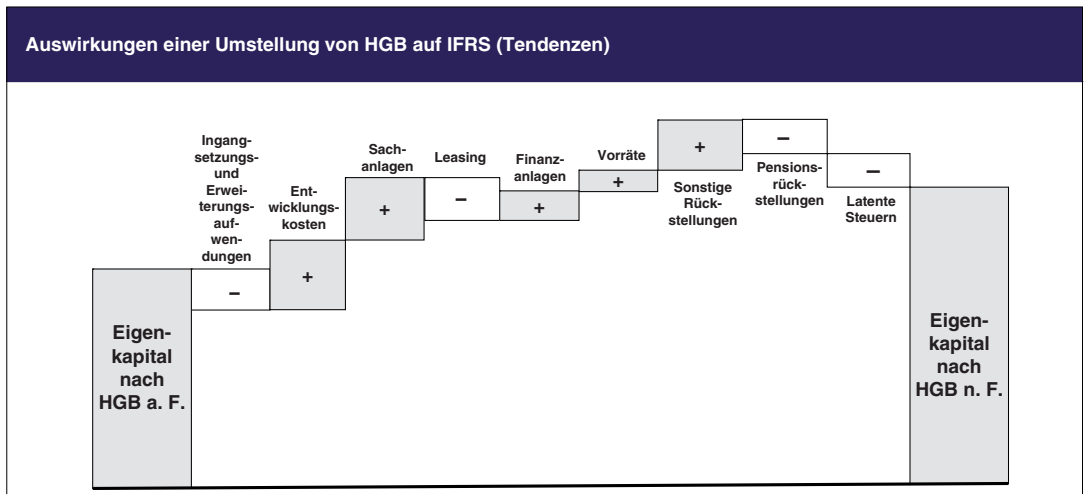 Auswirkungen einer Umstellung von HGB auf IFRS (Tendenzen)
Eigen-
kapital
nach
HGB a. F.
Ingang-
setzungs-
und
Erwei-
terungs-
auf-
wen-
dungen
–
Ent-
wicklungs-
kosten
+
Sach-
anlagen
+
Leasing
–
Finanz-
anlagen
+
Vorräte
+
+
Sonstige
Rück-
stellungen
–
Pensions-
rück-
stellungen
–
Latente
Steuern
Eigen-
kapital
nach
HGB n. F.